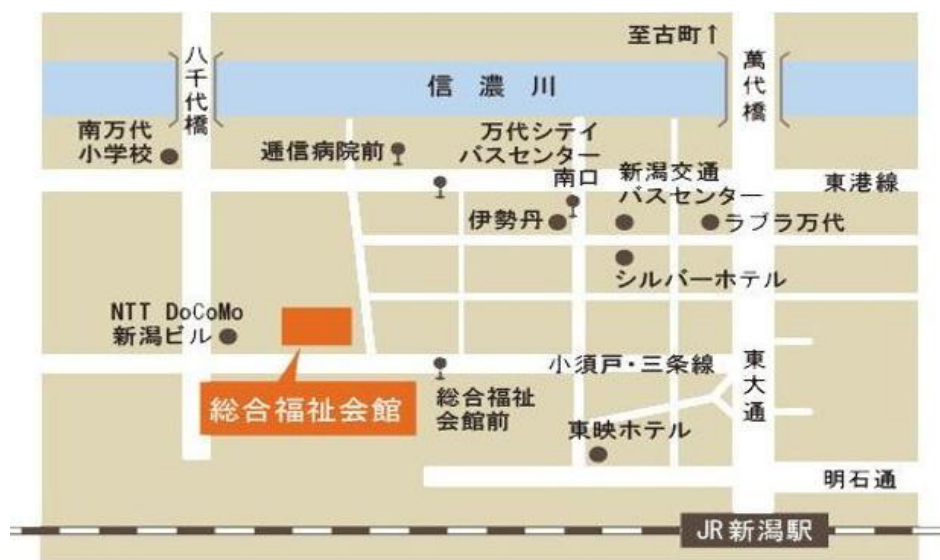 至古町↑
八千代橋
信濃川
萬代橋
南万代
小学校
逓信病院前
万代シテイ
バスセンター
南口
新潟交通
バスセンター
東港線
伊勢丹
ラブラ万代
シルバーホテル
NTT DoCoMo
新潟ビル
小須戸・三条線
東大通
総合福祉会館
総合福祉
会館前
東映ホテル
明石通
JR新潟駅